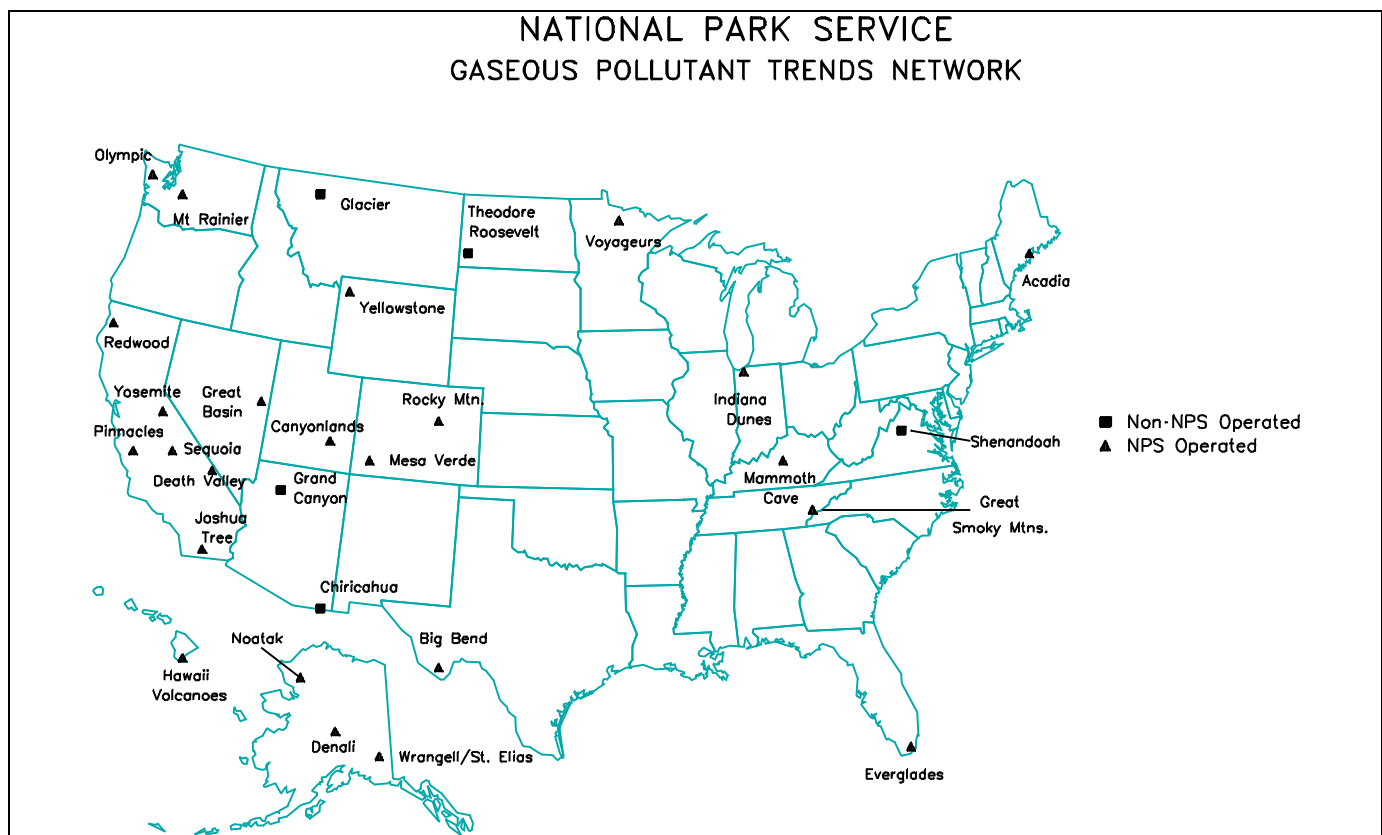 NATIONAL PARK SERVICE
GASEOUS POLLUTANT TRENDS NETWORK
Olympic
Mt Rainier
Glacier
Theodore
Roosevelt
Voyageurs
Acadia
Yellowstone
Redwood
Yosemite
Great
Basin
Rocky Mtn.
Indiana
Dunes
Pinnacles
Canyonlands
Sequoia
Mesa Verde
Death Valley
Grand
Canyon
Mammoth
Cave
Shenandoah
Non-NPS Operated
NPS Operated
Great
Smoky Mtns.
Joshua
Tree
Chiricahua
Noatak
Big Bend
Hawaii
Volcanoes
Denali
Wrangell/St. Elias
Everglades